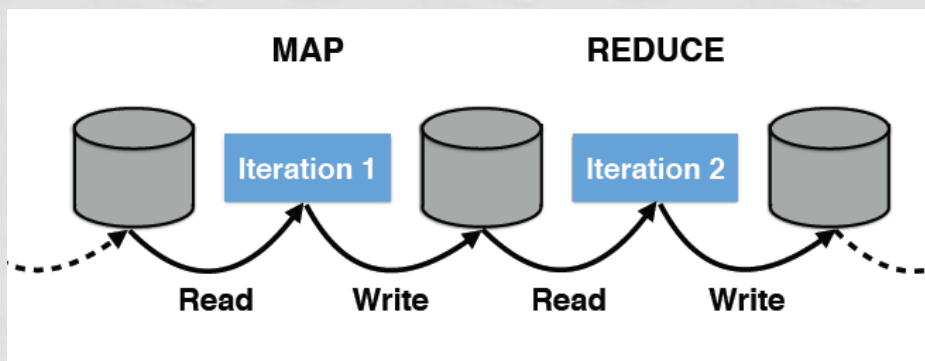 MAP REDUCE
Iteration 1 Iteration 2
Read Write Read Write